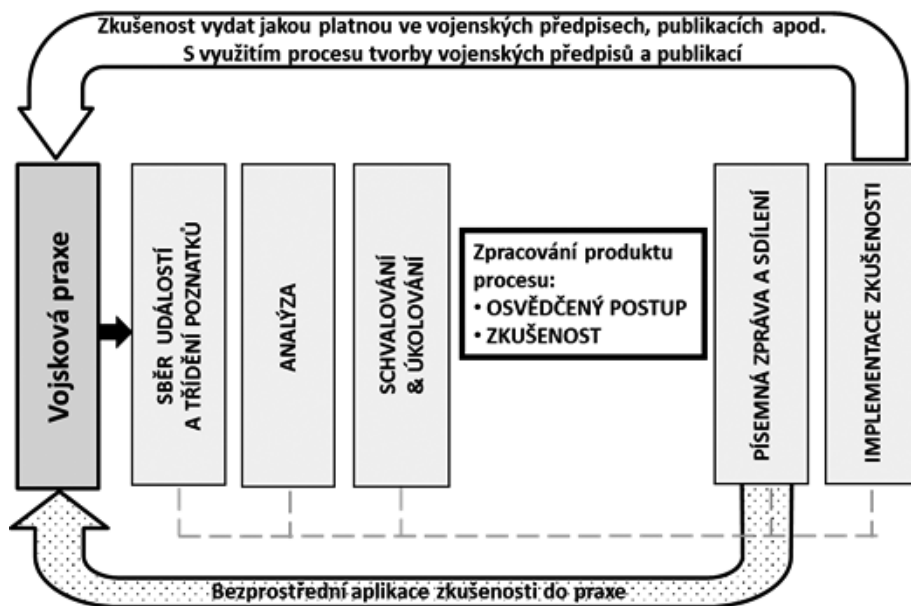 Zkušenost vydat jakou platnou ve vojenských předpisech, publikacích apod.
S využitím procesu tvorby vojenských předpisů a publikací
Vojsková praxe
SBĚR UDÁLOSTÍ
A TŘÍDĚNÍ POZNATKŮ
ANALÝZA
SCHVALOVÁNÍ
& ÚKOLOVÁNÍ
Zpracování produktu
procesu:
• OSVĚDČENÝ POSTUP
• ZKUŠENOST
PÍSEMNÁ ZPRÁVA A SDÍLENÍ
IMPLEMENTACE ZKUŠENOSTI
Bezprostřední aplikace zkušenosti do praxe